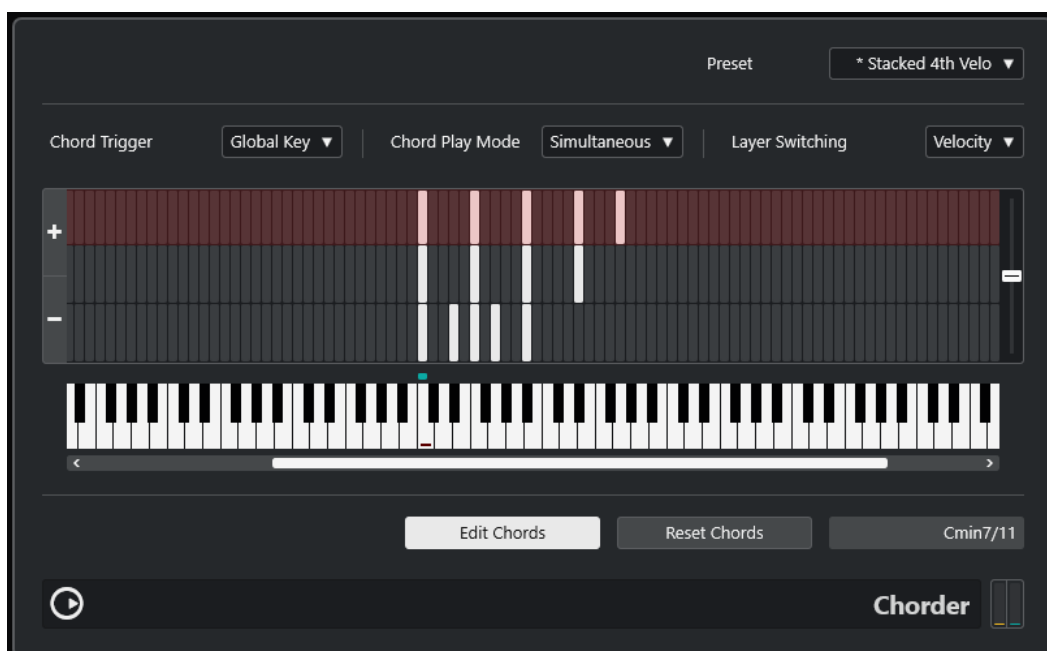 Preset * Stacked 4th Velo
Chord Trigger Global Key Chord Play Mode Simultaneous Layer Switching Velocity
+
−
Edit Chords Reset Chords Cmin7/11
Chorder